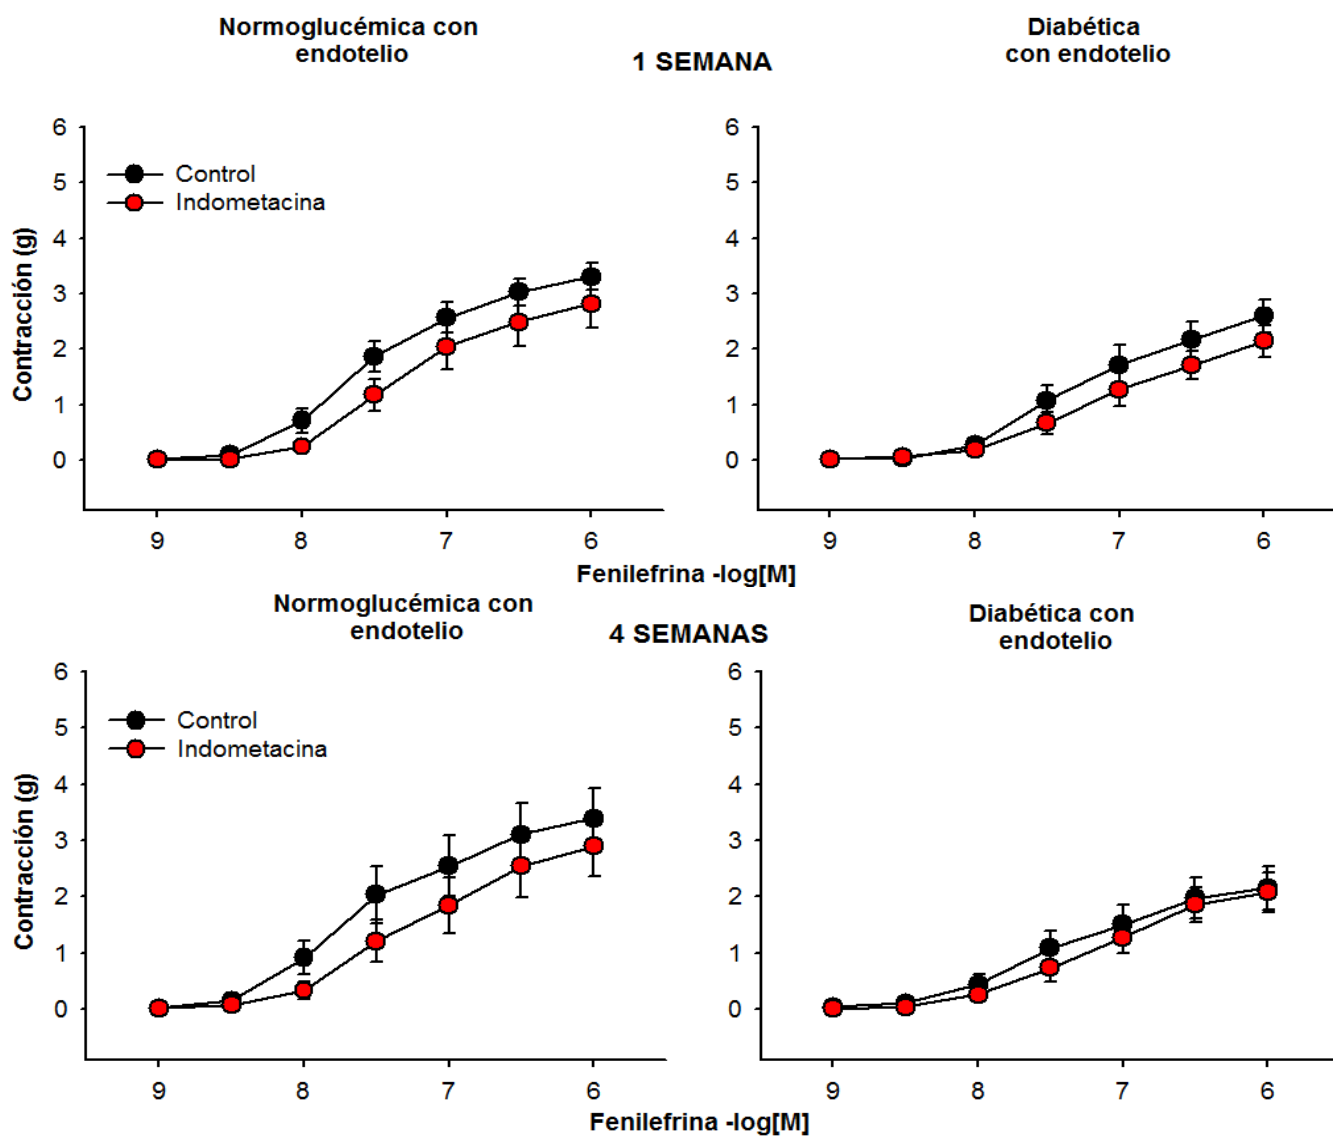 Normoglucémica con
endotelio
1 SEMANA
Diabética
con endotelio
6
5
4
3
2
1
0
Contracción (g)
Control
Indometacina
9 8 7 6
6
5
4
3
2
1
0
9 8 7 6
Fenilefrina -log[M]
Normoglucémica con
endotelio
4 SEMANAS
Diabética con
endotelio
6
5
4
3
2
1
0
Contracción (g)
Control
Indometacina
9 8 7 6
6
5
4
3
2
1
0
9 8 7 6
Fenilefrina -log[M]